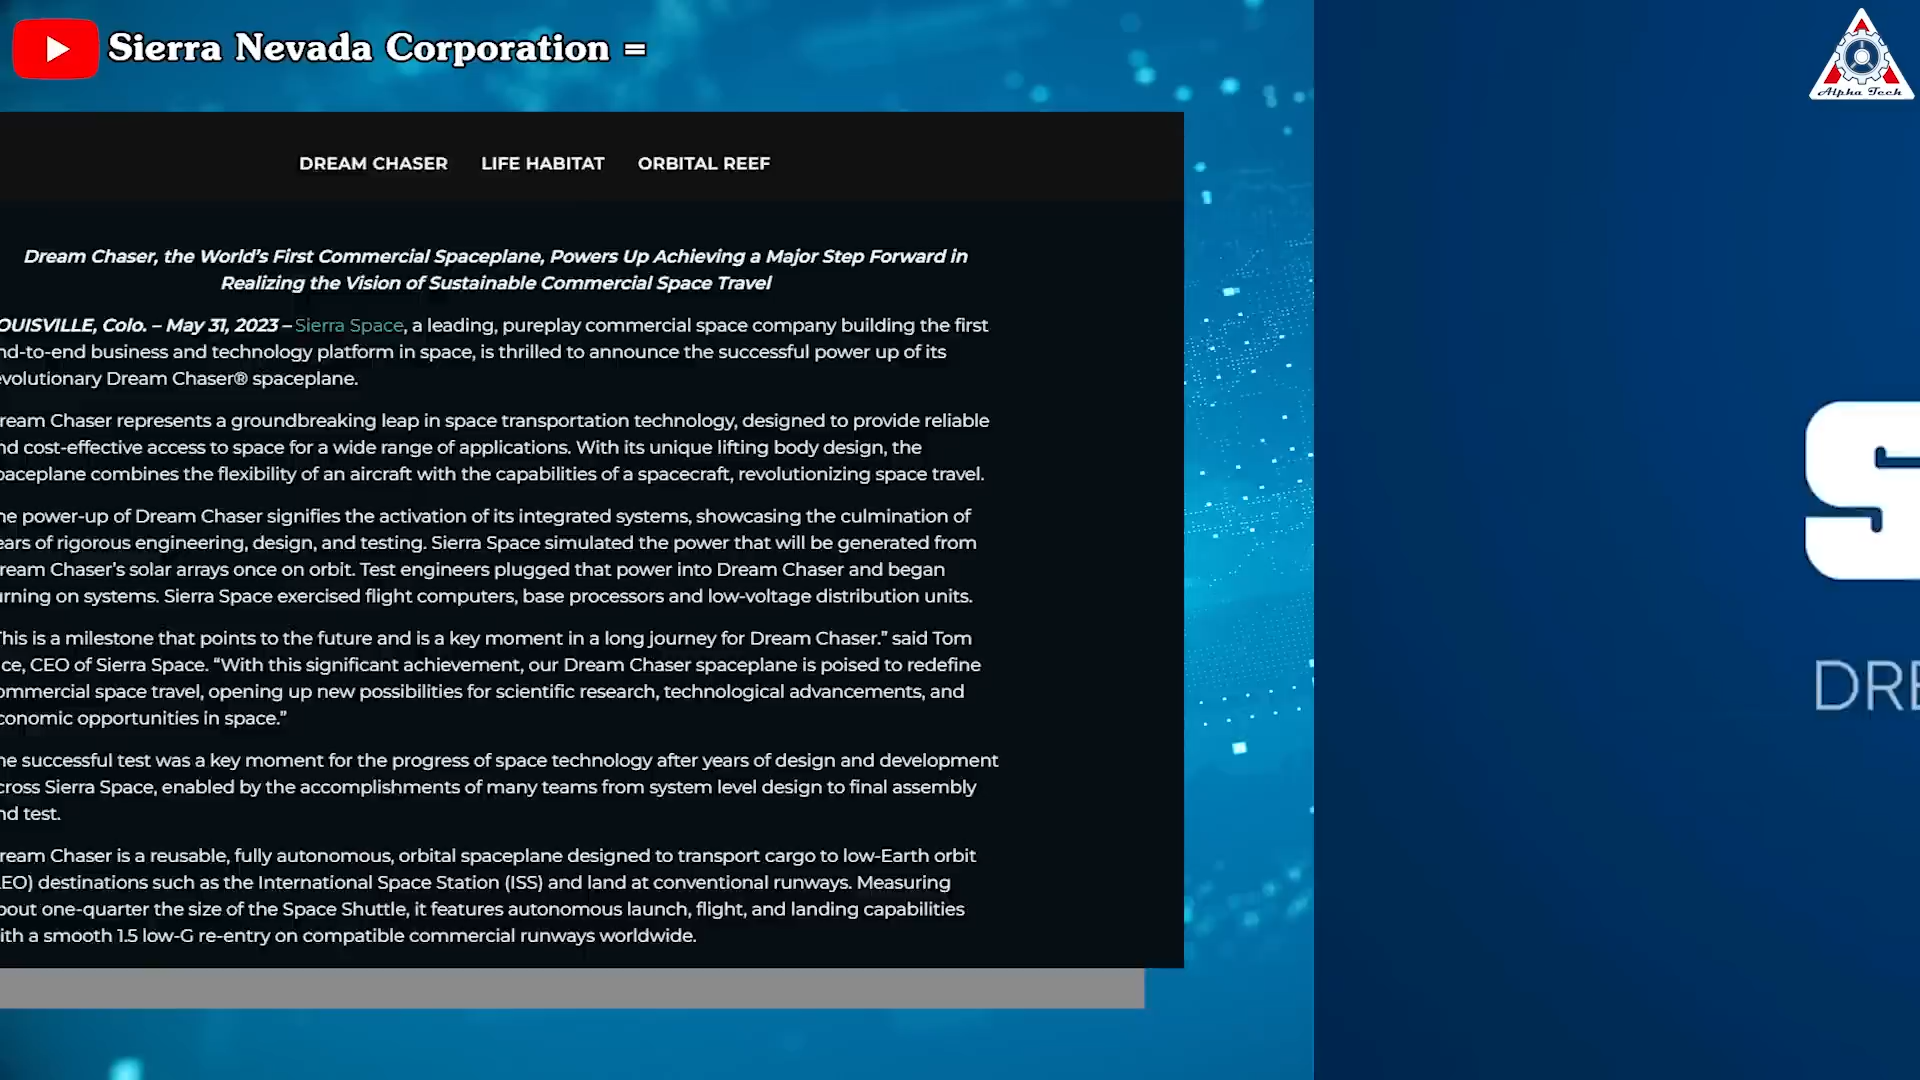 Sierra Nevada Corporation =
Alpha Tech
DREAM CHASER LIFE HABITAT ORBITAL REEF
Dream Chaser, the World's First Commercial Spaceplane, Powers Up Achieving a Major Step Forward in
Realizing the Vision of Sustainable Commercial Space Travel
OUISVILLE, Colo. – May 31, 2023 – Sierra Space, a leading, pureplay commercial space company building the first
nd-to-end business and technology platform in space, is thrilled to announce the successful power up of its
evolutionary Dream Chaser® spaceplane.
ream Chaser represents a groundbreaking leap in space transportation technology, designed to provide reliable
nd cost-effective access to space for a wide range of applications. With its unique lifting body design, the
paceplane combines the flexibility of an aircraft with the capabilities of a spacecraft, revolutionizing space travel.
he power-up of Dream Chaser signifies the activation of its integrated systems, showcasing the culmination of
ears of rigorous engineering, design, and testing. Sierra Space simulated the power that will be generated from
ream Chaser's solar arrays once on orbit. Test engineers plugged that power into Dream Chaser and began
urning on systems. Sierra Space exercised flight computers, base processors and low-voltage distribution units.
This is a milestone that points to the future and is a key moment in a long journey for Dream Chaser.” said Tom
ice, CEO of Sierra Space. “With this significant achievement, our Dream Chaser spaceplane is poised to redefine
ommercial space travel, opening up new possibilities for scientific research, technological advancements, and
conomic opportunities in space.”
he successful test was a key moment for the progress of space technology after years of design and development
cross Sierra Space, enabled by the accomplishments of many teams from system level design to final assembly
nd test.
ream Chaser is a reusable, fully autonomous, orbital spaceplane designed to transport cargo to low-Earth orbit
LEO) destinations such as the International Space Station (ISS) and land at conventional runways. Measuring
bout one-quarter the size of the Space Shuttle, it features autonomous launch, flight, and landing capabilities
ith a smooth 1.5 low-G re-entry on compatible commercial runways worldwide.
S
DRE